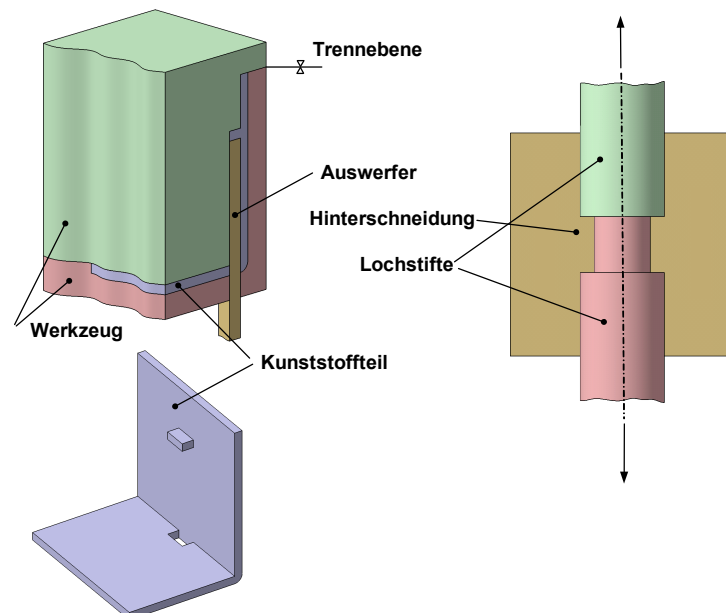 Trennebene
Auswerfer
Hinterschneidung
Lochstifte
Werkzeug
Kunststoffteil